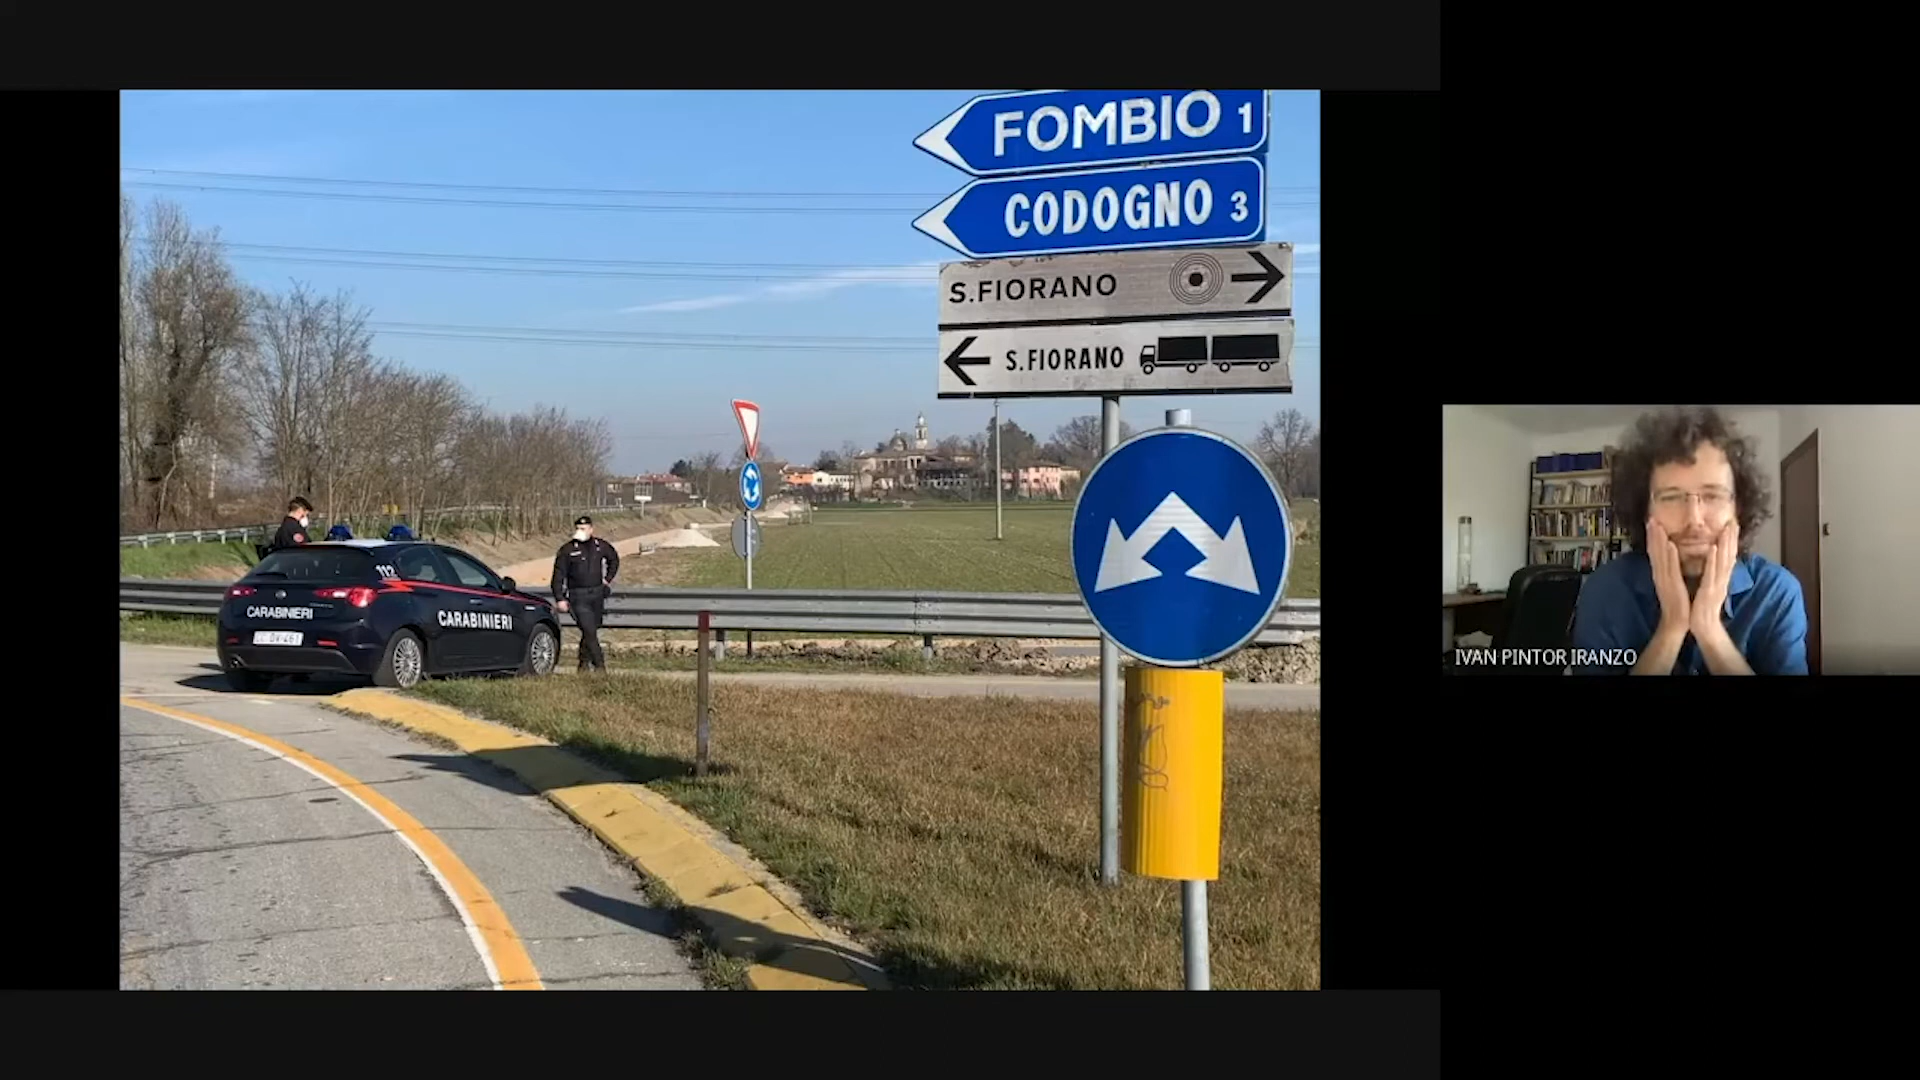 FOMBIO 1
CODOGNO 3
S.FIORANO
S.FIORANO
112
CARABINIERI
CARABINIERI
IVAN PINTOR IRANZO